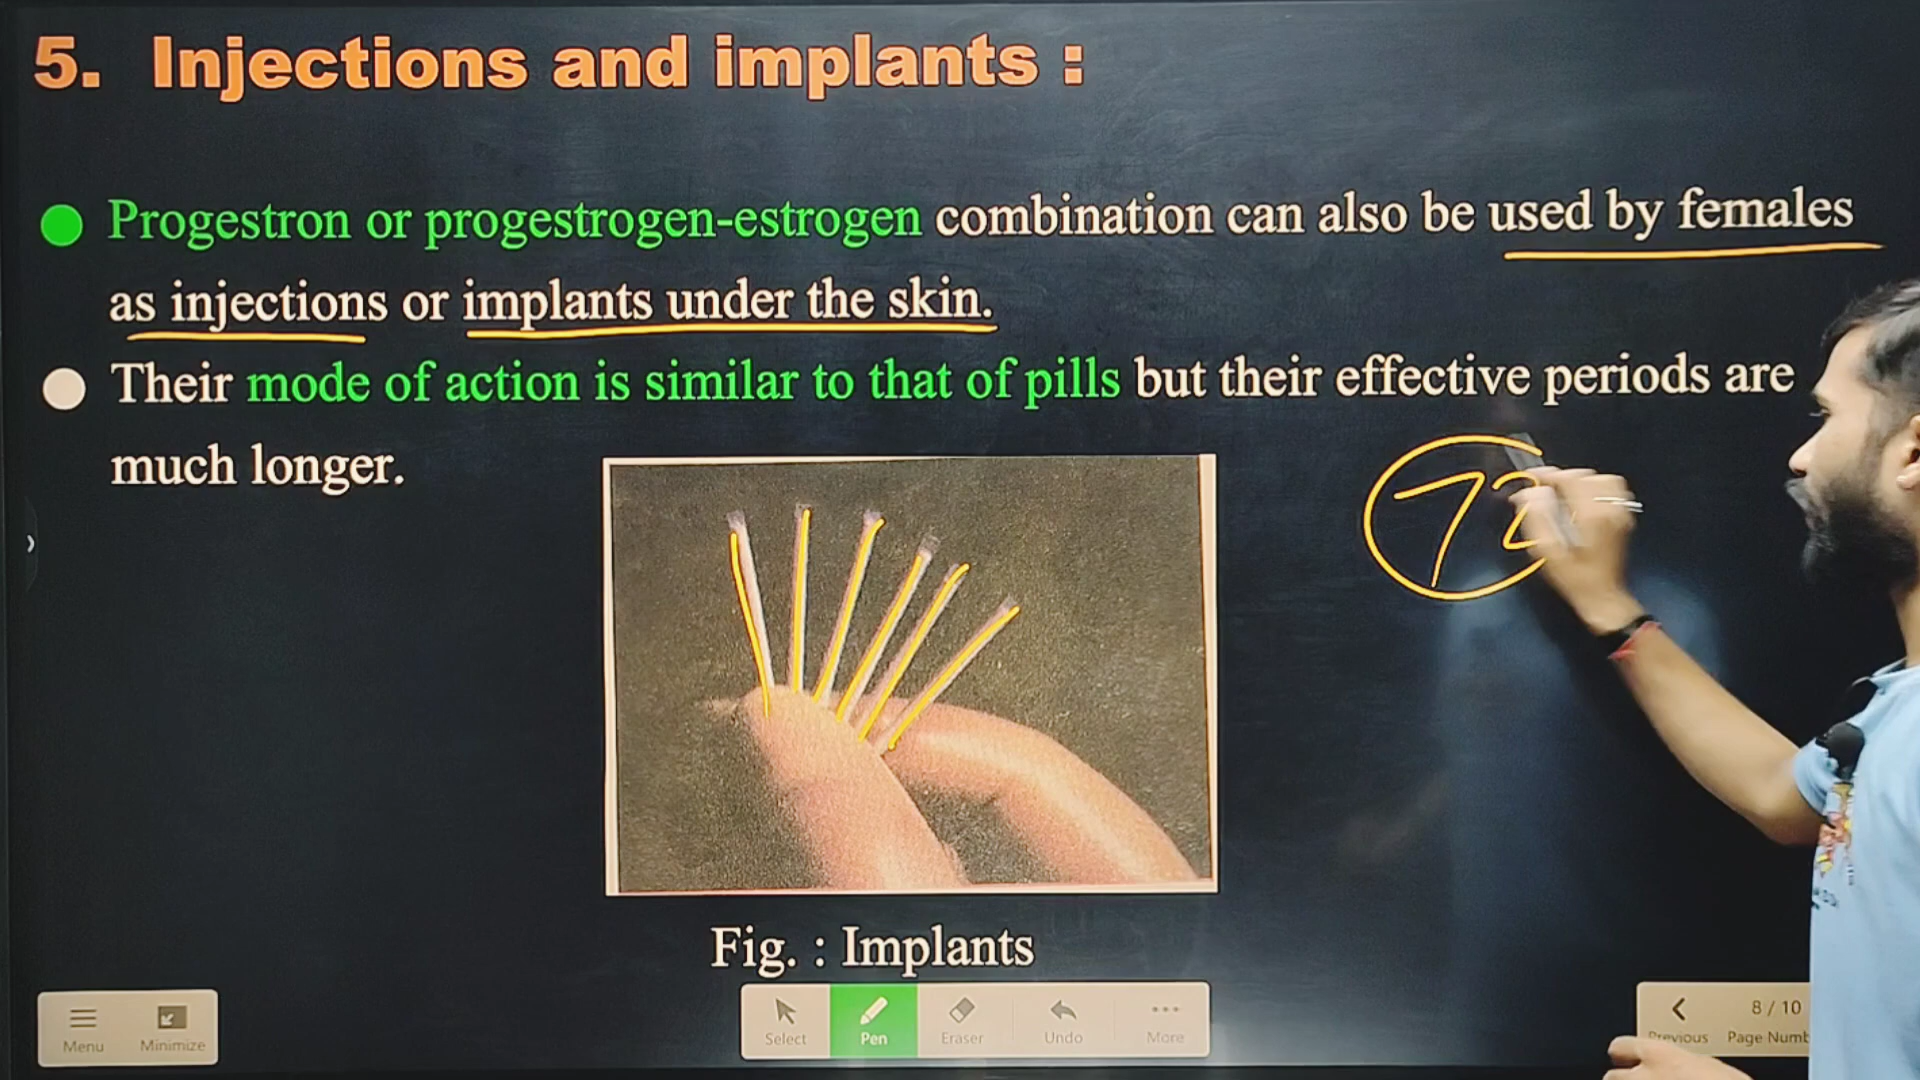 5. Injections and implants :
Progestron or progestrogen-estrogen combination can also be used by females
as injections or implants under the skin.
Their mode of action is similar to that of pills but their effective periods are
much longer.
72
Fig. : Implants
Menu Minimize
Select Pen Eraser Undo More
8 / 10
Previous Page Numb